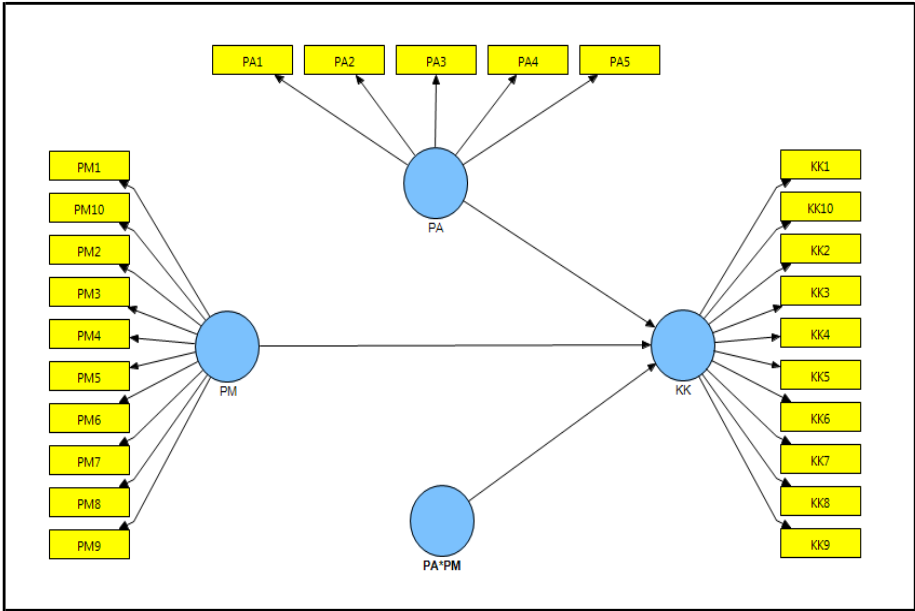 PA1 PA2 PA3 PA4 PA5
PA
PM1
PM10
PM2
PM3
PM4
PM5
PM6
PM7
PM8
PM9
PM
KK1
KK10
KK2
KK3
KK4
KK5
KK6
KK7
KK8
KK9
KK
PA*PM